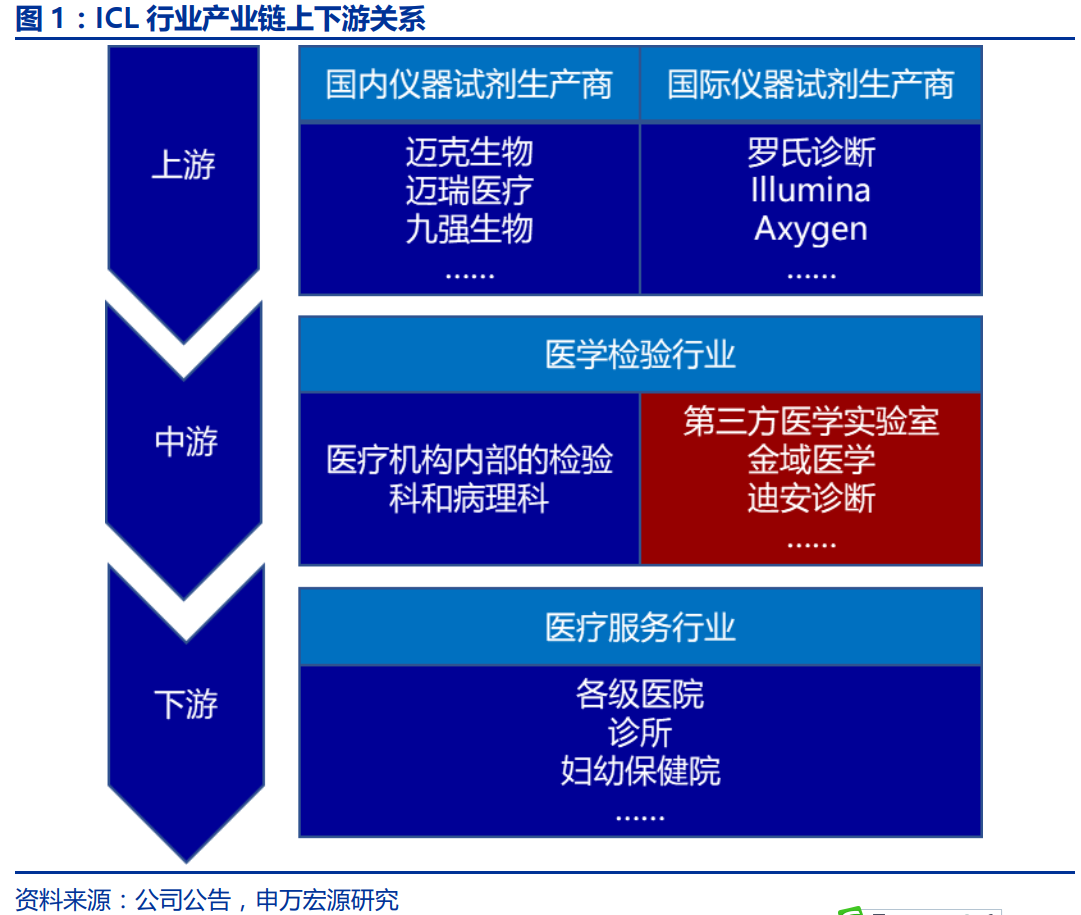 图 1：ICL 行业产业链上下游关系
上游
国内仪器试剂生产商
国际仪器试剂生产商
迈克生物
迈瑞医疗
九强生物
……
罗氏诊断
Illumina
Axygen
……
中游
医学检验行业
医疗机构内部的检验
科和病理科
第三方医学实验室
金域医学
迪安诊断
……
下游
医疗服务行业
各级医院
诊所
妇幼保健院
……
资料来源：公司公告，申万宏源研究